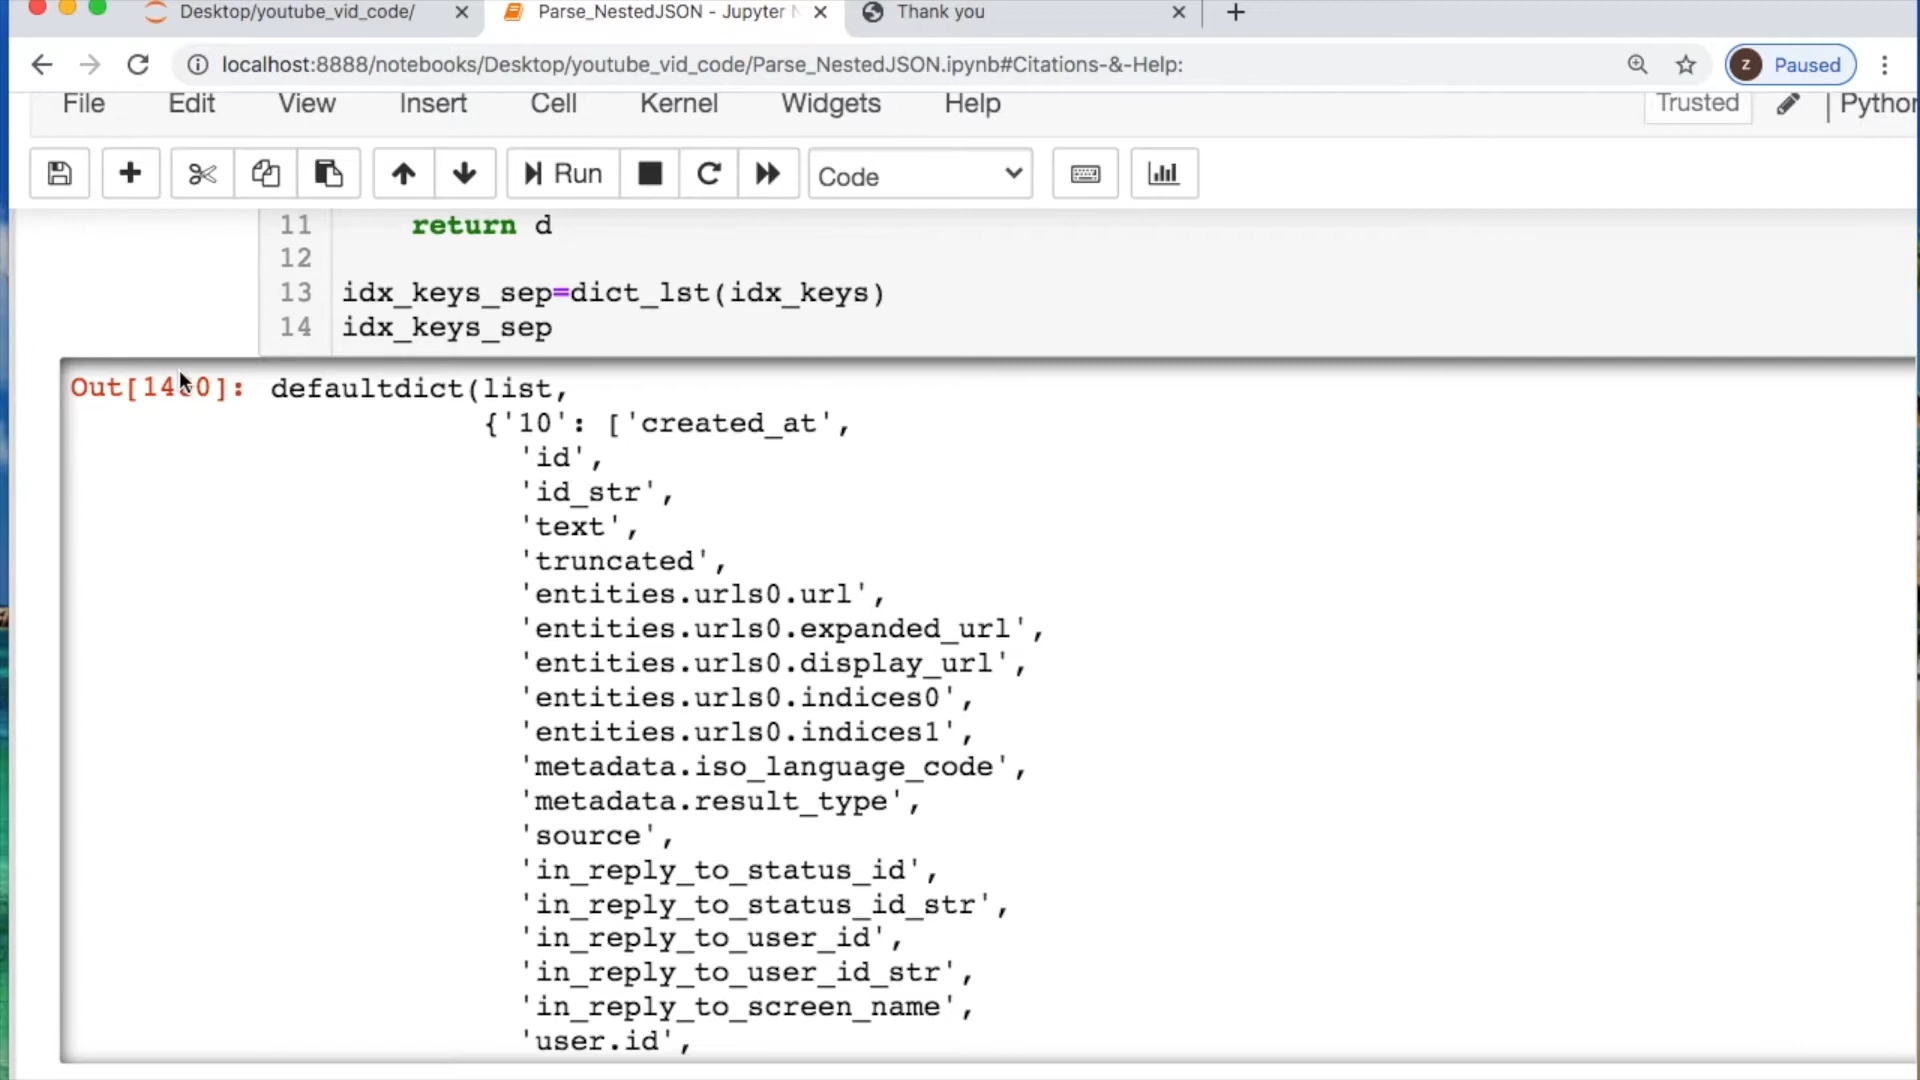 Desktop/youtube_vid_code/
Parse_NestedJSON - Jupyter
Thank you
localhost:8888/notebooks/Desktop/youtube_vid_code/Parse_NestedJSON.ipynb#Citations-&-Help:
z Paused
File Edit View Insert Cell Kernel Widgets Help Trusted
Run Code
11 return d
12
13 idx_keys_sep=dict_lst(idx_keys)
14 idx_keys_sep
defaultdict(list,
{'10': ['created_at',
'id',
'id_str',
'text',
'truncated',
'entities.urls0.url',
'entities.urls0.expanded_url',
'entities.urls0.display_url',
'entities.urls0.indices0',
'entities.urls0.indices1',
'metadata.iso_language_code',
'metadata.result_type',
'source',
'in_reply_to_status_id',
'in_reply_to_status_id_str',
'in_reply_to_user_id',
'in_reply_to_user_id_str',
'in_reply_to_screen_name',
'user.id',